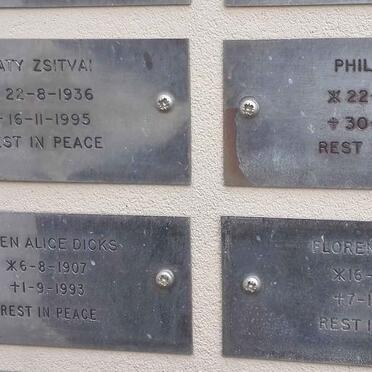 ATY ZSITVAI
22-8-1936
16-11-1995
EST IN PEACE
PHIL
✡ 22-
✝ 30-
REST
EN ALICE DICKS
✡6-8-1907
✝1-9-1993
REST IN PEACE
FLOREN
✡16-
✝7-1
REST I